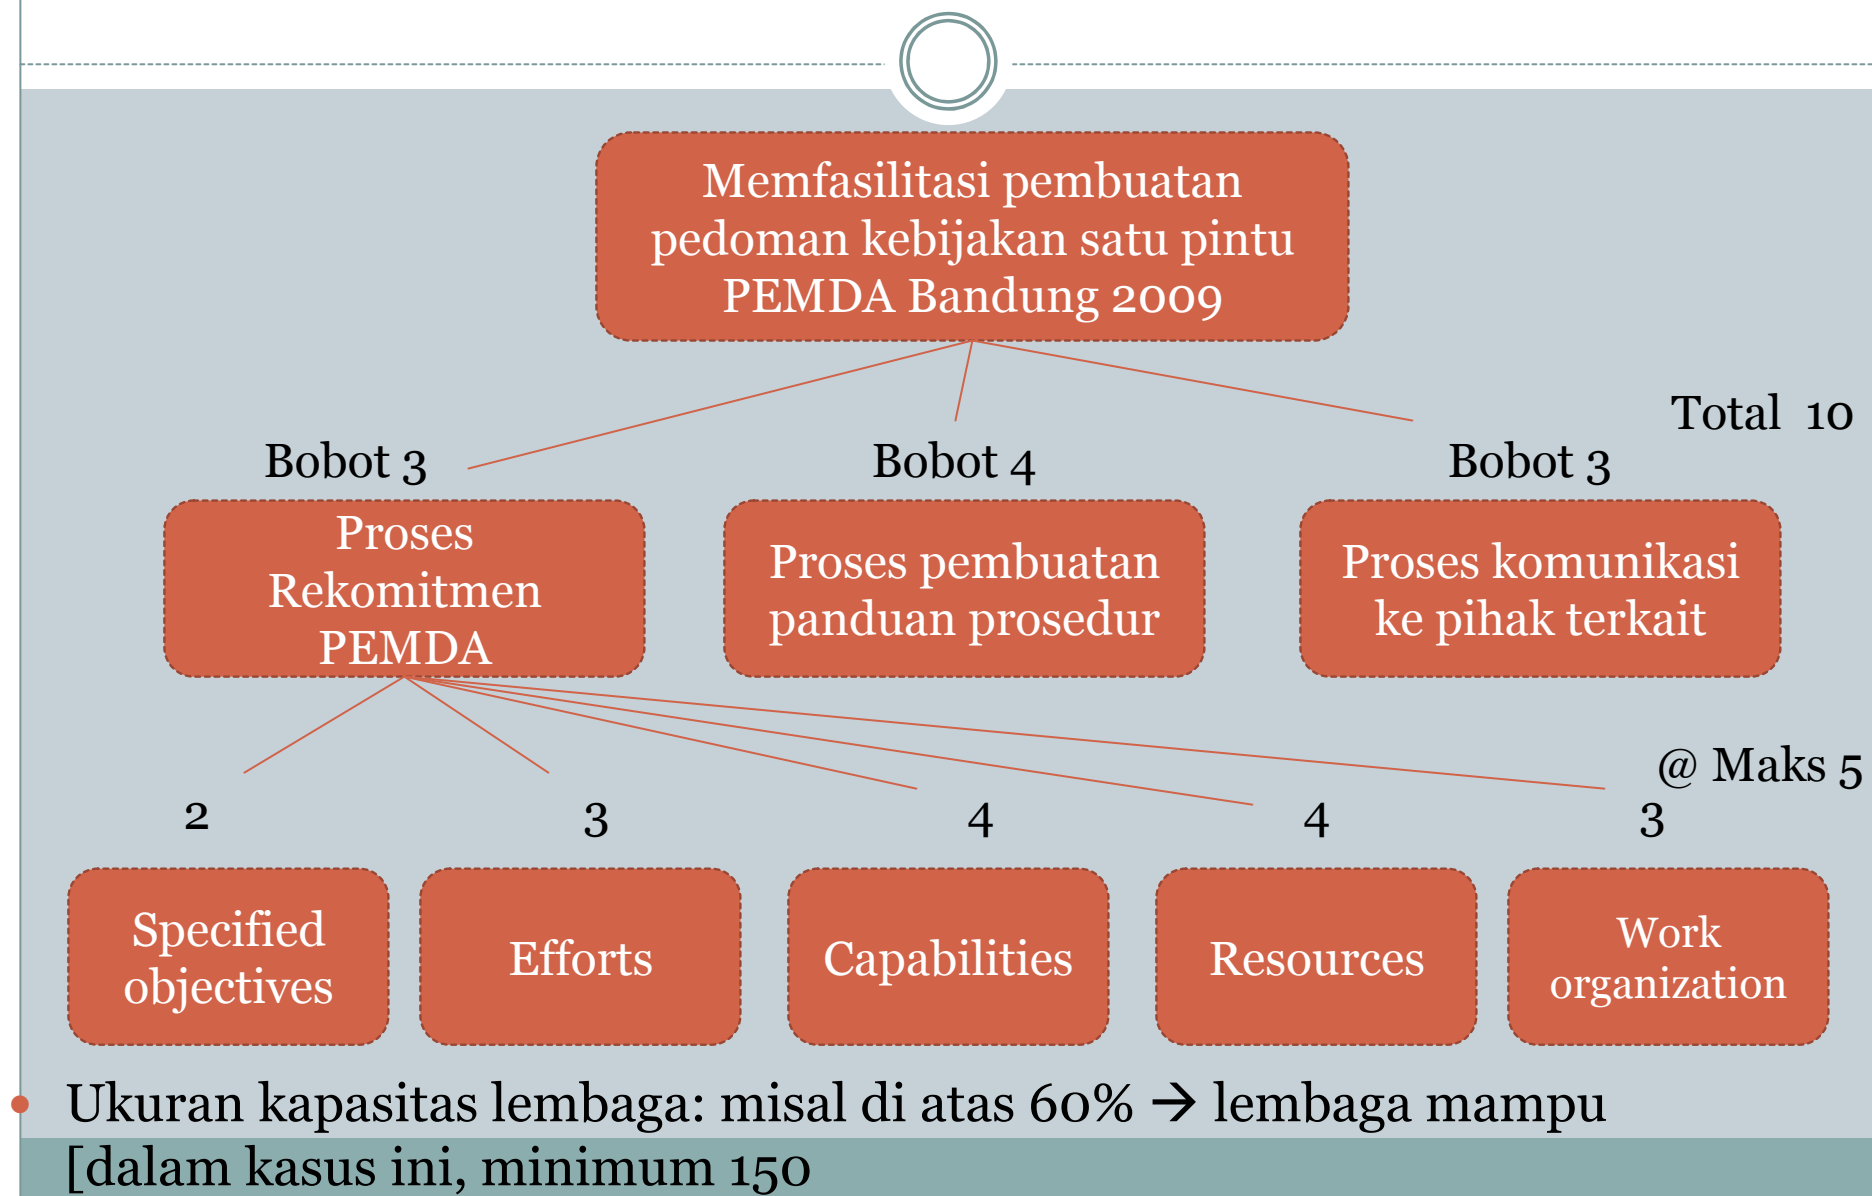 Memfasilitasi pembuatan
pedoman kebijakan satu pintu
PEMDA Bandung 2009
Total 10
Bobot 3
Bobot 4
Bobot 3
Proses
Rekomitmen
PEMDA
Proses pembuatan
panduan prosedur
Proses komunikasi
ke pihak terkait
@ Maks 5
2
3
4
4
3
Specified
objectives
Efforts
Capabilities
Resources
Work
organization
Ukuran kapasitas lembaga: misal di atas 60% → lembaga mampu
[dalam kasus ini, minimum 150